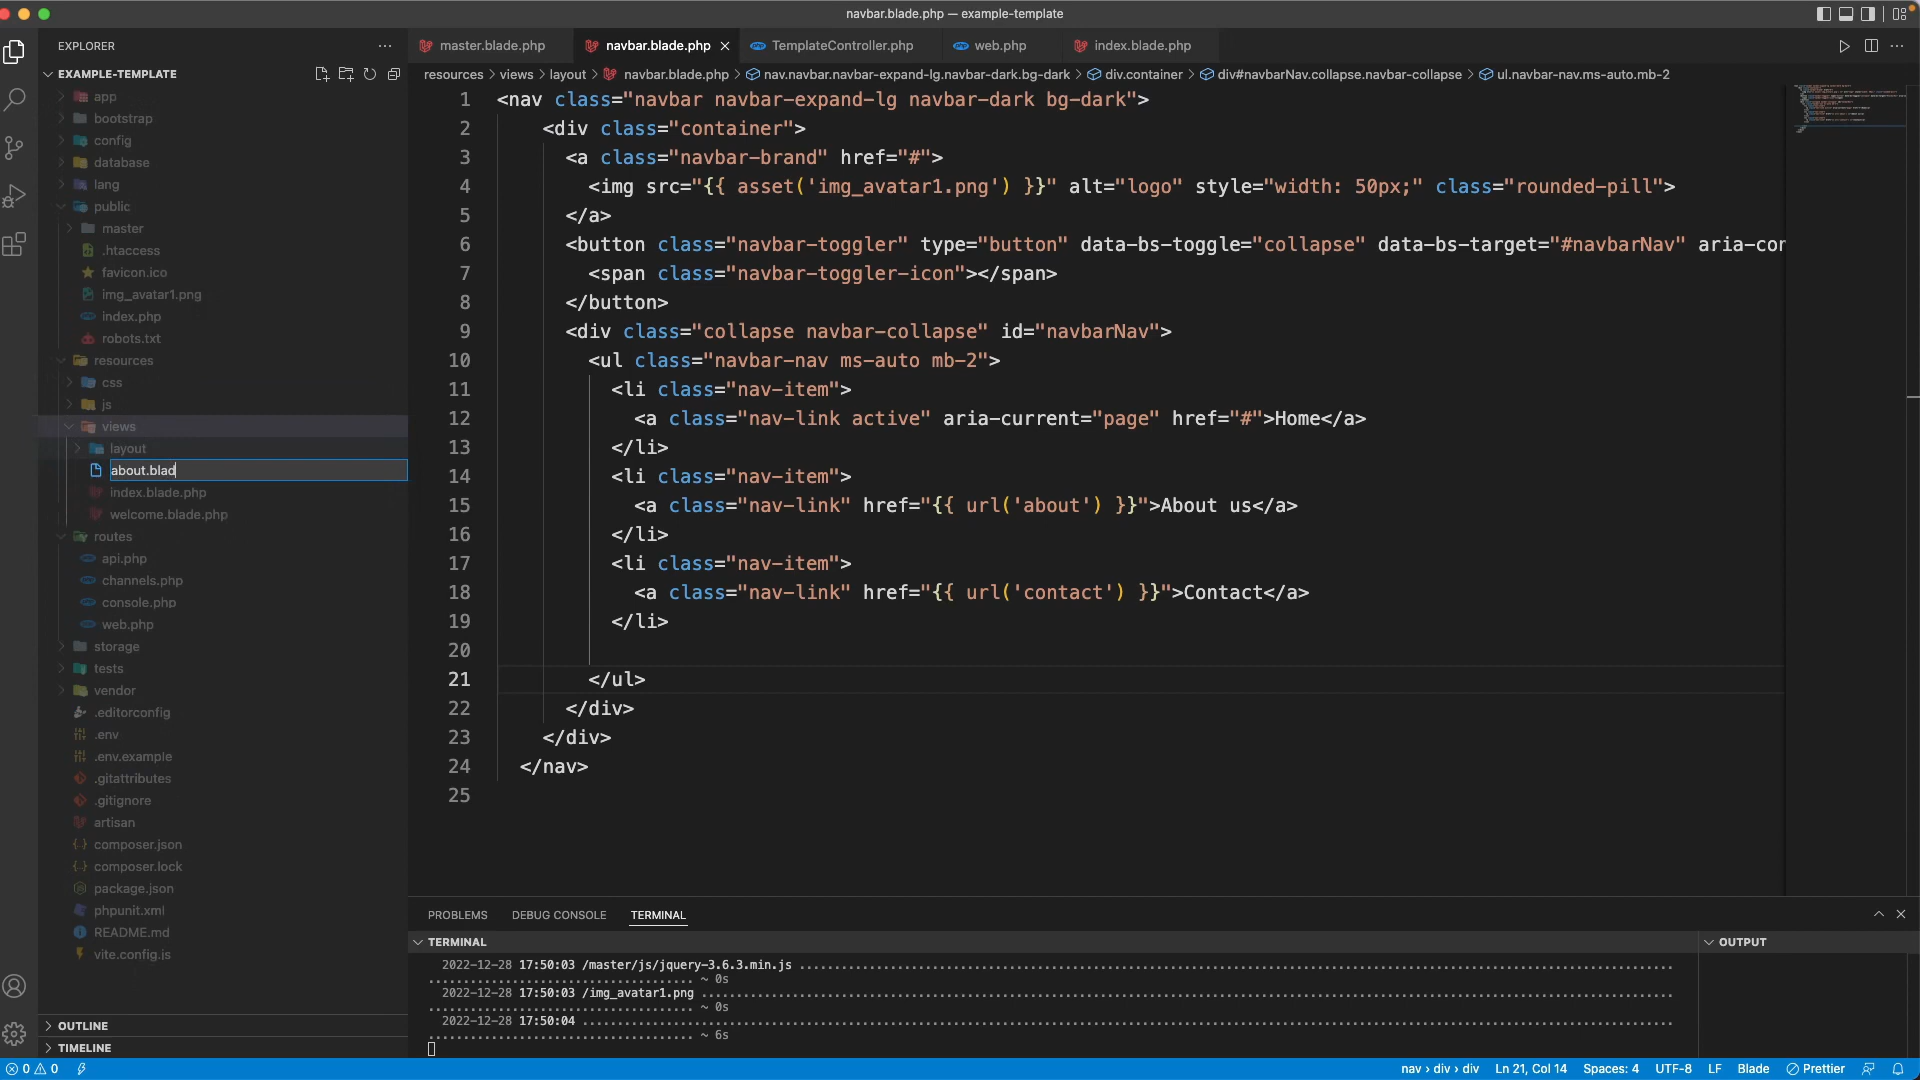 navbar.blade.php — example-template
EXPLORER
EXAMPLE-TEMPLATE
app
bootstrap
config
database
lang
public
master
.htaccess
favicon.ico
img_avatar1.png
index.php
robots.txt
resources
css
js
views
layout
about.blad
index.blade.php
welcome.blade.php
routes
api.php
channels.php
console.php
web.php
storage
tests
vendor
.editorconfig
.env
.env.example
.gitattributes
.gitignore
artisan
composer.json
composer.lock
package.json
phpunit.xml
README.md
vite.config.js
OUTLINE
TIMELINE
master.blade.php navbar.blade.php TemplateController.php web.php index.blade.php
resources > views > layout > navbar.blade.php > nav.navbar.navbar-expand-lg.navbar-dark.bg-dark > div.container > div#navbarNav.collapse.navbar-collapse > ul.navbar-nav.ms-auto.mb-2
1 <nav class="navbar navbar-expand-lg navbar-dark bg-dark">
2 <div class="container">
3 <a class="navbar-brand" href="#">
4 <img src="{{ asset('img_avatar1.png') }}" alt="logo" style="width: 50px;" class="rounded-pill">
5 </a>
6 <button class="navbar-toggler" type="button" data-bs-toggle="collapse" data-bs-target="#navbarNav" aria-cor
7 <span class="navbar-toggler-icon"></span>
8 </button>
9 <div class="collapse navbar-collapse" id="navbarNav">
10 <ul class="navbar-nav ms-auto mb-2">
11 <li class="nav-item">
12 <a class="nav-link active" aria-current="page" href="#">Home</a>
13 </li>
14 <li class="nav-item">
15 <a class="nav-link" href="{{ url('about') }}">About us</a>
16 </li>
17 <li class="nav-item">
18 <a class="nav-link" href="{{ url('contact') }}">Contact</a>
19 </li>
20
21 </ul>
22 </div>
23 </div>
24 </nav>
25
PROBLEMS DEBUG CONSOLE TERMINAL
TERMINAL
2022-12-28 17:50:03 /master/js/jquery-3.6.3.min.js
~ 0s
2022-12-28 17:50:03 /img_avatar1.png
~ 0s
2022-12-28 17:50:04
~ 6s
OUTPUT
0 0 nav > div > div Ln 21, Col 14 Spaces: 4 UTF-8 LF Blade Prettier